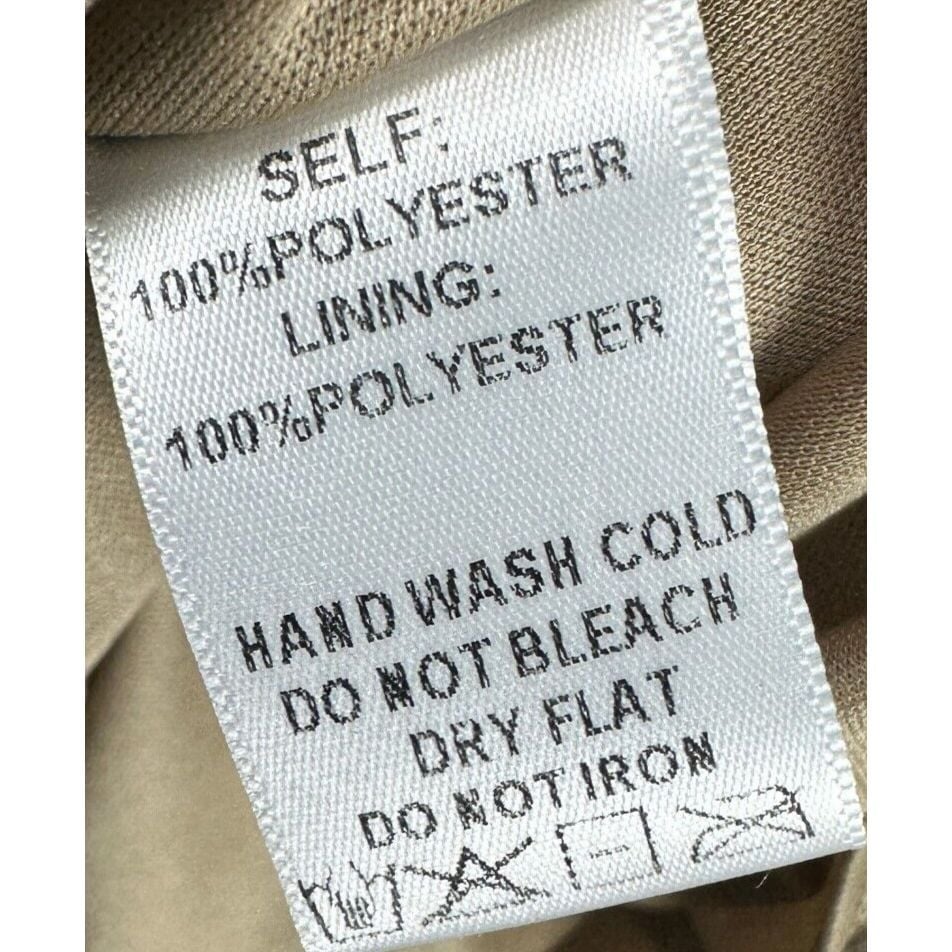 SELF:
100%POLYESTER
LINING:
100%POLYESTER
HAND WASH COLD
DO NOT BLEACH
DRY FLAT
DO NOT IRON